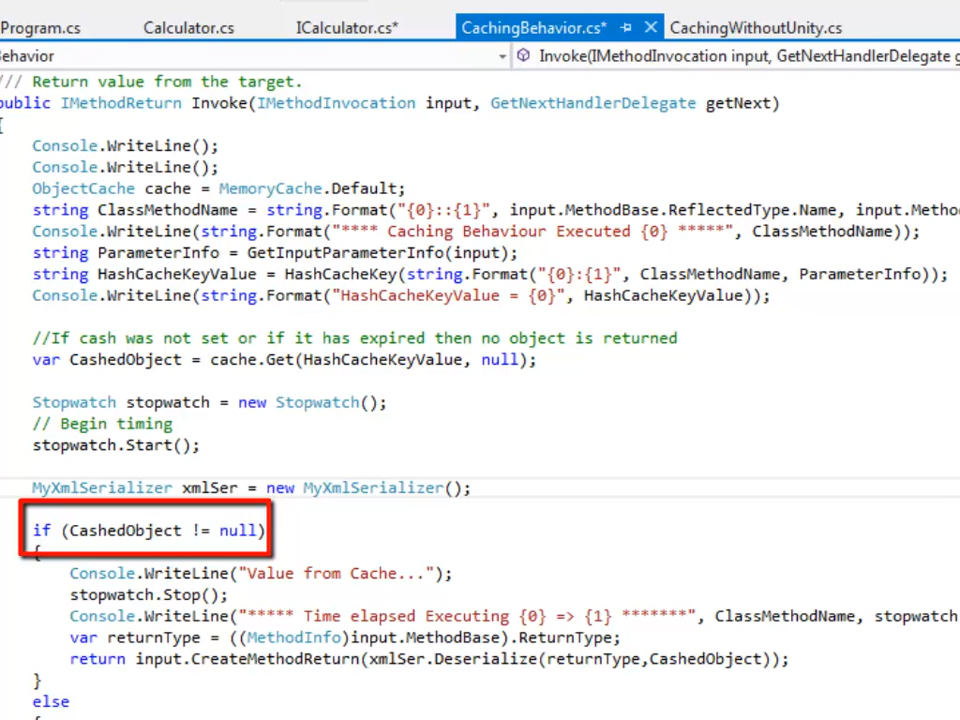 Program.cs Calculator.cs ICalculator.cs* CachingBehavior.cs* CachingWithoutUnity.cs
ehavior Invoke(IMethodInvocation input, GetNextHandlerDelegate g
/// Return value from the target.
public IMethodReturn Invoke(IMethodInvocation input, GetNextHandlerDelegate getNext)
{
Console.WriteLine();
Console.WriteLine();
ObjectCache cache = MemoryCache.Default;
string ClassMethodName = string.Format("{0}::{1}", input.MethodBase.ReflectedType.Name, input.Metho
Console.WriteLine(string.Format("**** Caching Behaviour Executed {0} *****", ClassMethodName));
string ParameterInfo = GetInputParameterInfo(input);
string HashCacheKeyValue = HashCacheKey(string.Format("{0}:{1}", ClassMethodName, ParameterInfo));
Console.WriteLine(string.Format("HashCacheKeyValue = {0}", HashCacheKeyValue));
//If cash was not set or if it has expired then no object is returned
var CashedObject = cache.Get(HashCacheKeyValue, null);
Stopwatch stopwatch = new Stopwatch();
// Begin timing
stopwatch.Start();
MyXmlSerializer xmlSer = new MyXmlSerializer();
if (CashedObject != null)
{
Console.WriteLine("Value from Cache...");
stopwatch.Stop();
Console.WriteLine("***** Time elapsed Executing {0} => {1} *******", ClassMethodName, stopwatch
var returnType = ((MethodInfo)input.MethodBase).ReturnType;
return input.CreateMethodReturn(xmlSer.Deserialize(returnType,CashedObject));
}
else
{